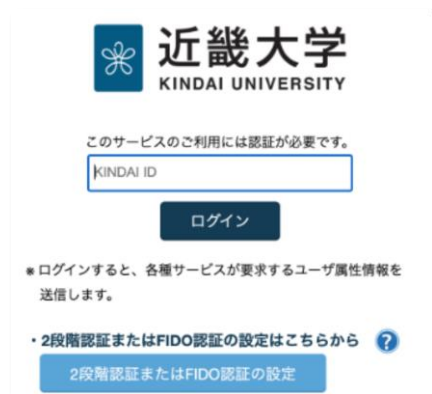 近畿大学
KINDAI UNIVERSITY
このサービスのご利用には認証が必要です。
KINDAI ID
ログイン
※ログインすると、各種サービスが要求するユーザ属性情報を
送信します。
・2段階認証またはFIDO認証の設定はこちらから ?
2段階認証またはFIDO認証の設定